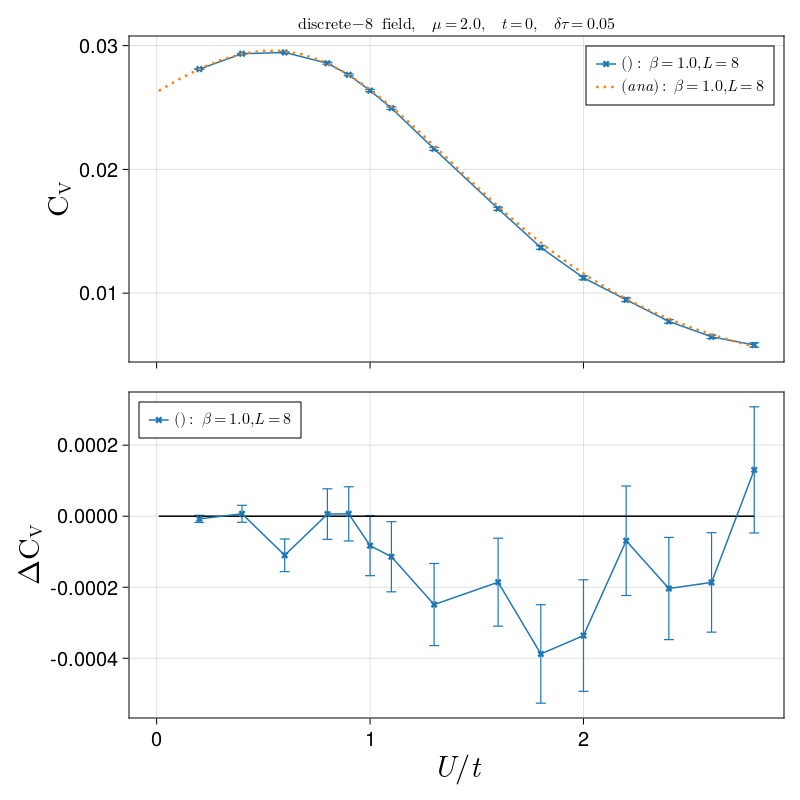 discrete−8 field, μ = 2.0, t = 0, δτ = 0.05
0.03
0.02
0.01
C_V
() : β = 1.0, L = 8
(ana) : β = 1.0, L = 8
0.0002
0.0000
-0.0002
-0.0004
ΔC_V
() : β = 1.0, L = 8
0
1
2
U/t